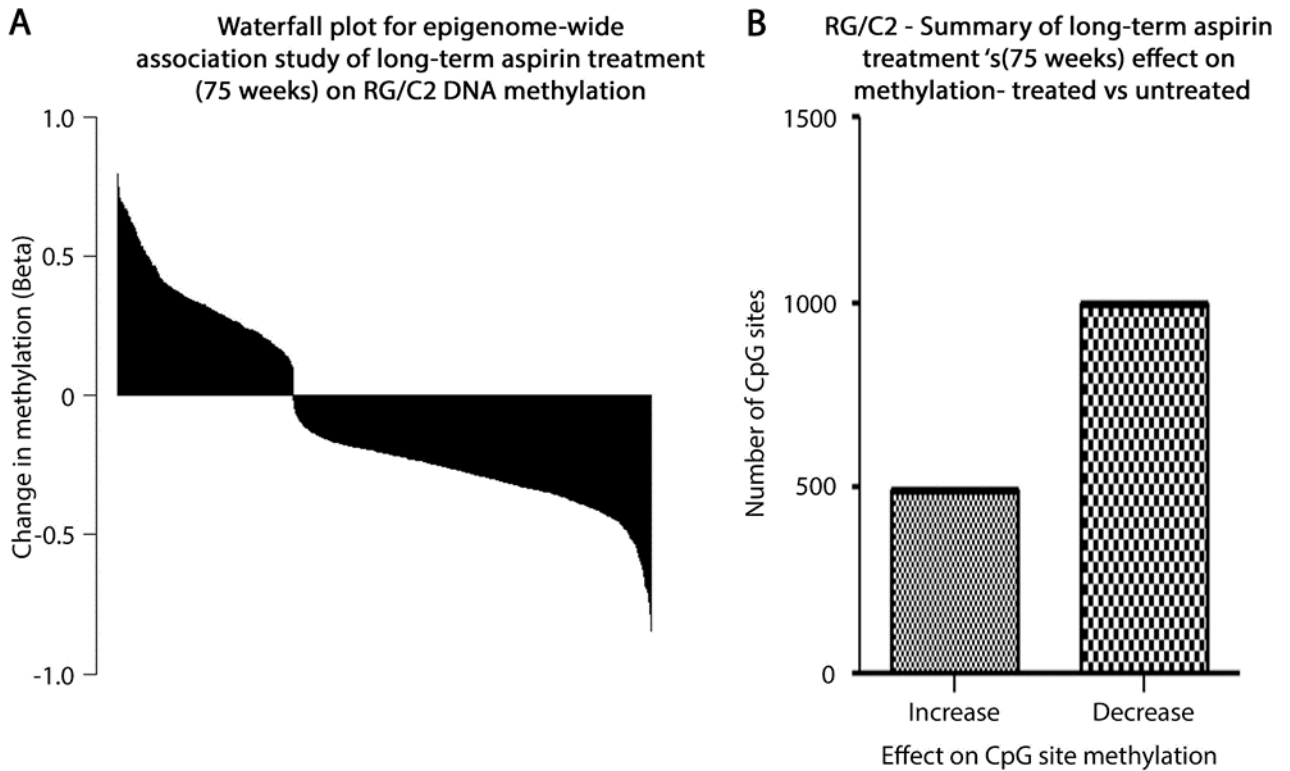 A
Waterfall plot for epigenome-wide
association study of long-term aspirin treatment
(75 weeks) on RG/C2 DNA methylation
Change in methylation (Beta)
1.0
0.5
0
-0.5
-1.0
B
RG/C2 - Summary of long-term aspirin
treatment ‘s(75 weeks) effect on
methylation- treated vs untreated
Number of CpG sites
1500
1000
500
0
Increase
Decrease
Effect on CpG site methylation